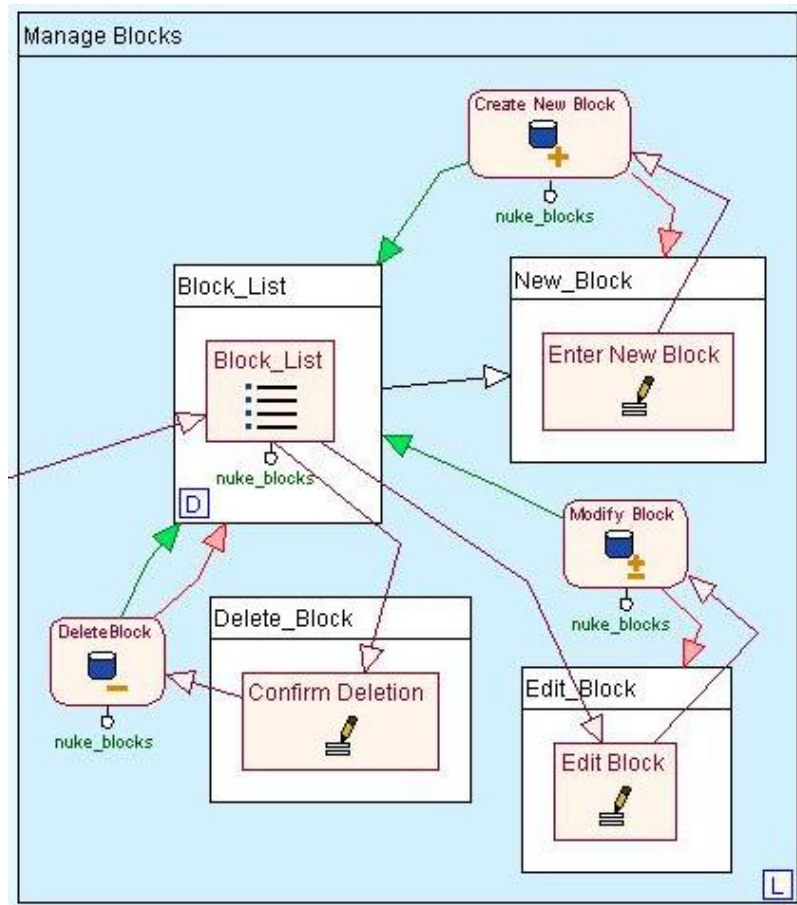 Manage Blocks
Create New Block
nuke_blocks
Block_List
New_Block
Block_List
Enter New Block
nuke_blocks
D
Modify Block
nuke_blocks
DeleteBlock
nuke_blocks
Delete_Block
Confirm Deletion
Edit_Block
Edit Block
L